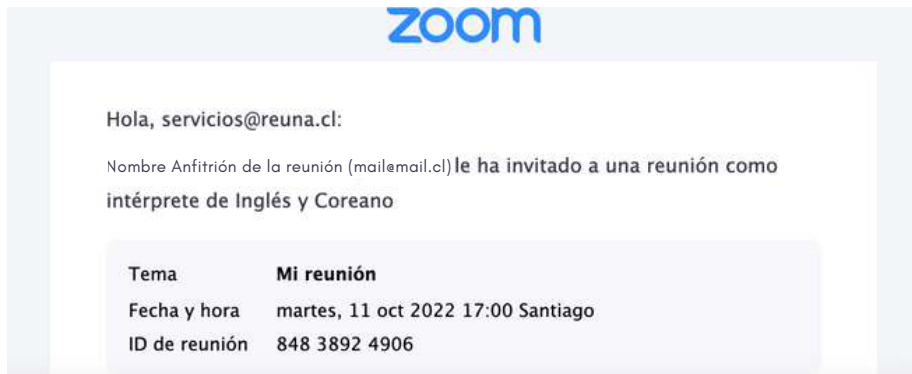 zoom
Hola, servicios@reuna.cl:
Nombre Anfitrión de la reunión (mail@mail.cl) le ha invitado a una reunión como
intérprete de Inglés y Coreano
Tema Mi reunión
Fecha y hora martes, 11 oct 2022 17:00 Santiago
ID de reunión 848 3892 4906